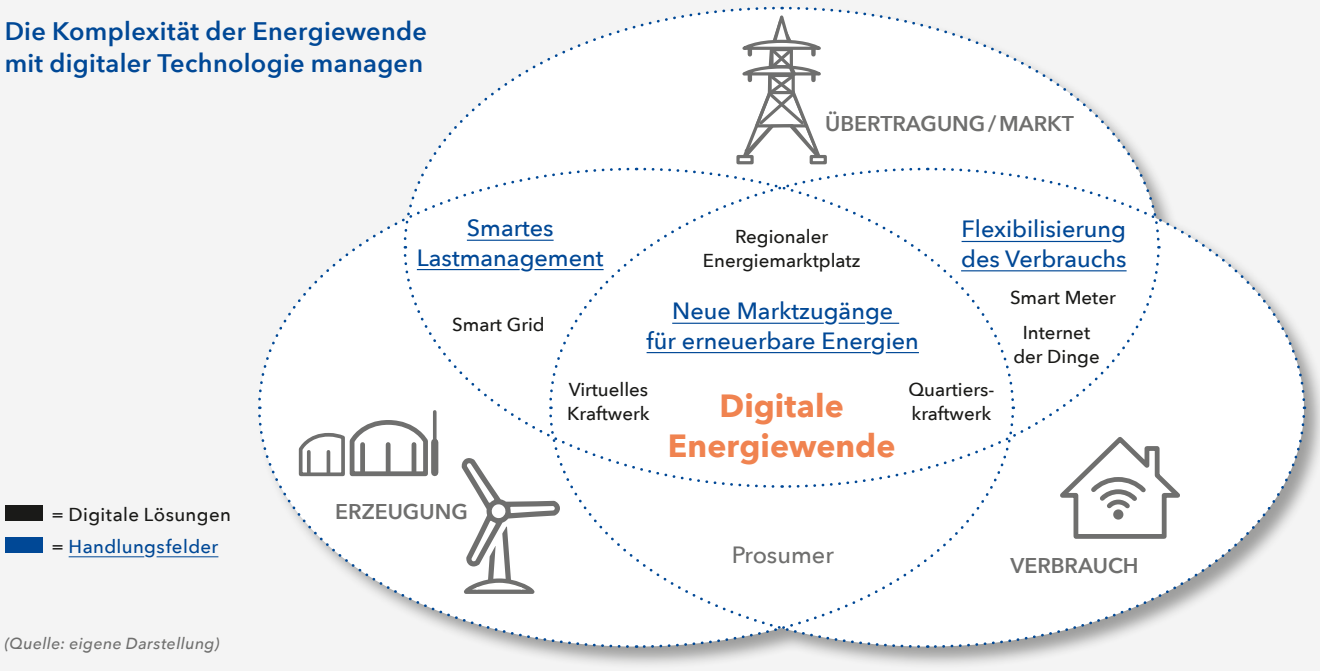 Die Komplexität der Energiewende
mit digitaler Technologie managen
ÜBERTRAGUNG / MARKT
Smartes
Lastmanagement
Smart Grid
Regionaler
Energiemarktplatz
Flexibilisierung
des Verbrauchs
Smart Meter
Internet
der Dinge
Neue Marktzugänge
für erneuerbare Energien
Virtuelles
Kraftwerk
Digitale
Energiewende
Quartiers-
kraftwerk
ERZEUGUNG
Prosumer
VERBRAUCH
= Digitale Lösungen
= Handlungsfelder
(Quelle: eigene Darstellung)